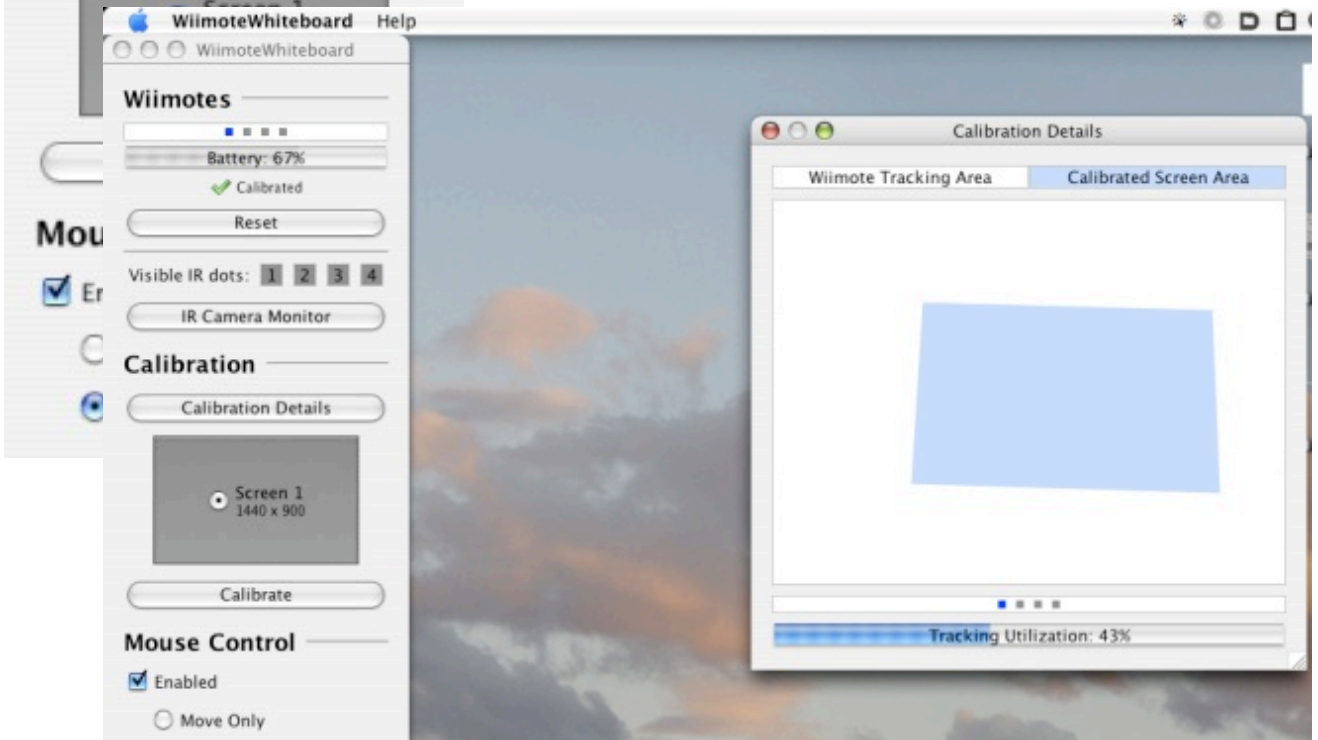 Screen 1
WiimoteWhiteboard Help
WiimoteWhiteboard
Wiimotes
Battery: 67%
Calibrated
Reset
Visible IR dots: 1 2 3 4
IR Camera Monitor
Calibration
Calibration Details
Screen 1
1440 x 900
Calibrate
Mouse Control
Enabled
Move Only
Mou
En
Calibration Details
Wiimote Tracking Area Calibrated Screen Area
Tracking Utilization: 43%